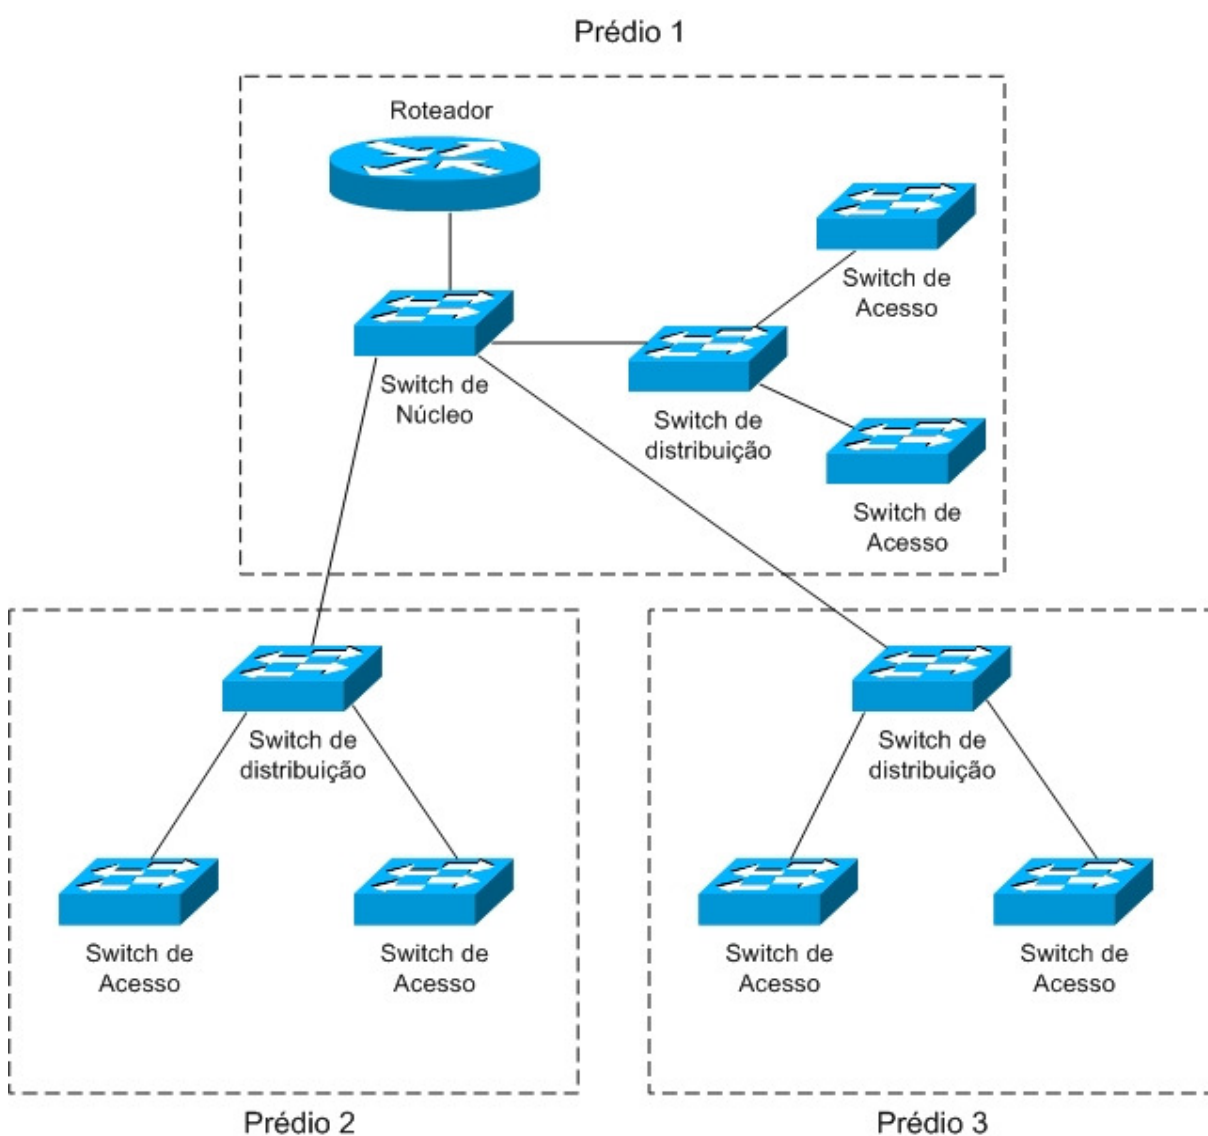 Prédio 1
Roteador
Switch de
Acesso
Switch de
Núcleo
Switch de
distribuição
Switch de
Acesso
Switch de
distribuição
Switch de
distribuição
Switch de
Acesso
Switch de
Acesso
Switch de
Acesso
Switch de
Acesso
Prédio 2
Prédio 3